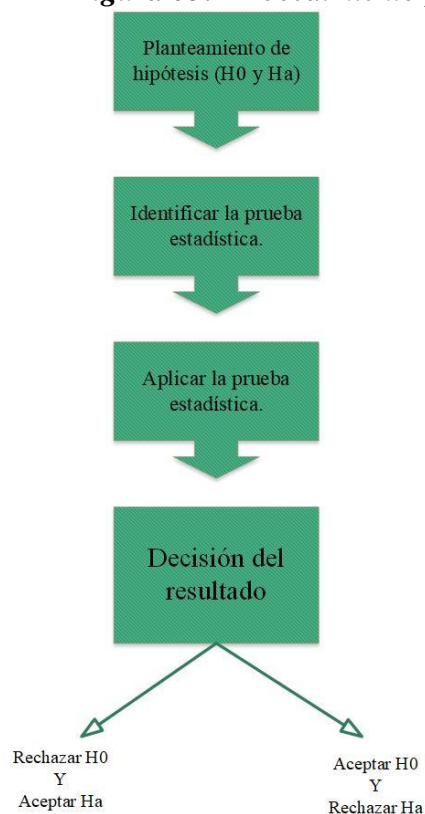 Planteamiento de
hipótesis (H0 y Ha)
Identificar la prueba
estadística.
Aplicar la prueba
estadística.
Decisión del
resultado
Rechazar H0
Y
Aceptar Ha
Aceptar H0
Y
Rechazar Ha